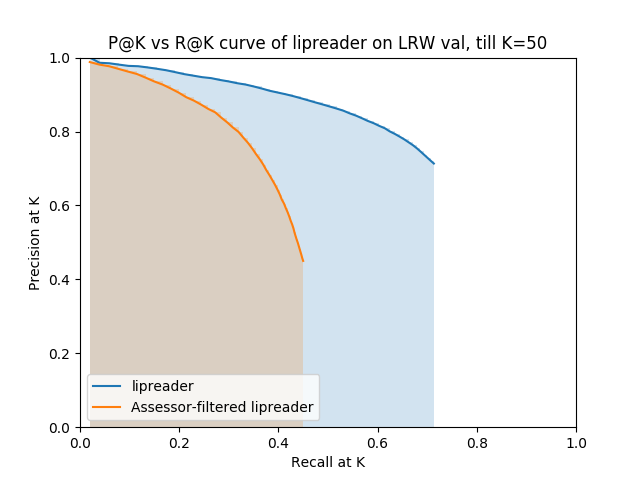 P@K vs R@K curve of lipreader on LRW val, till K=50
1.0
0.8
0.6
0.4
0.2
0.0
Precision at K
lipreader
Assessor-filtered lipreader
0.0 0.2 0.4 0.6 0.8 1.0
Recall at K